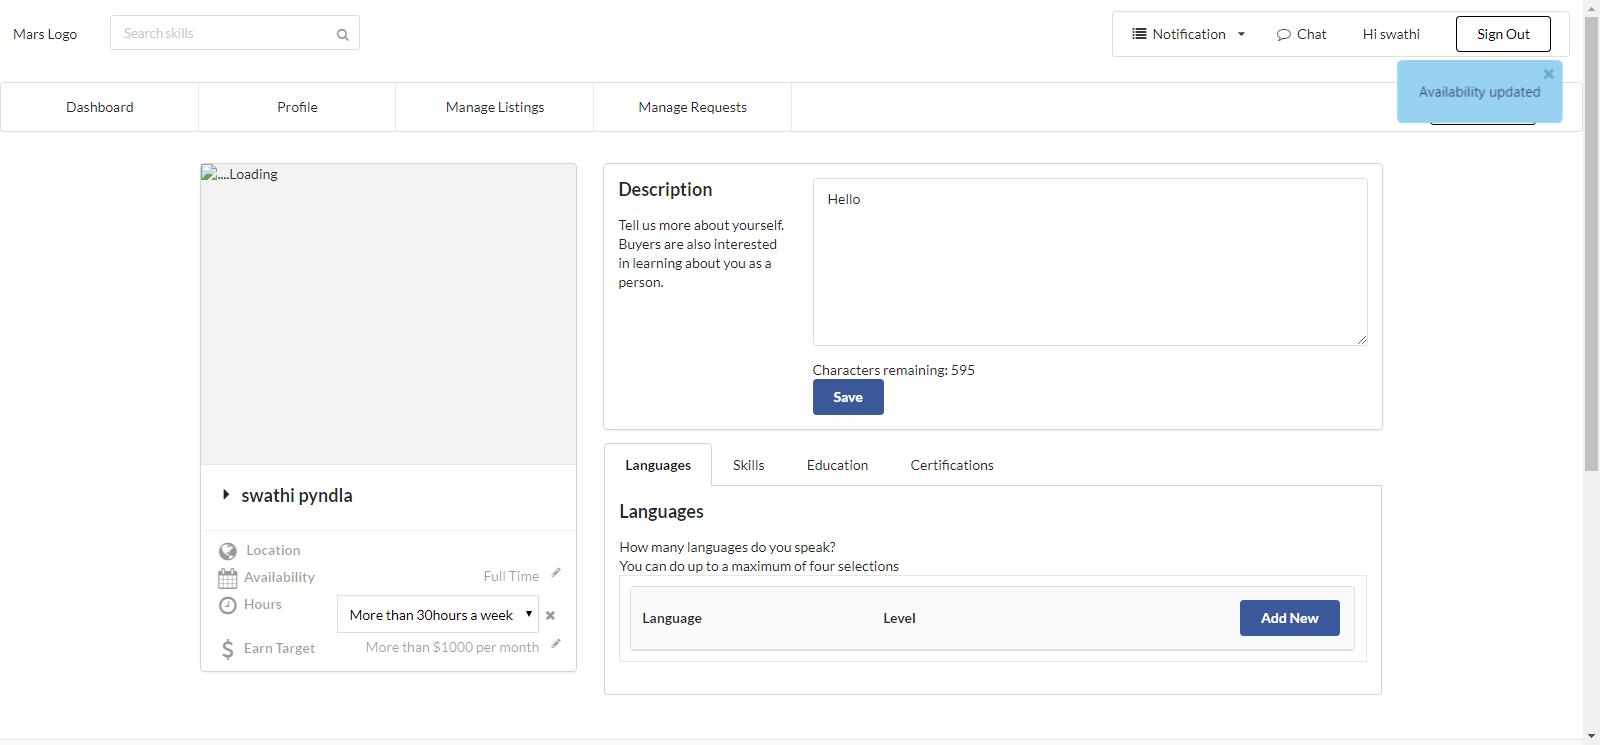 Mars Logo
Search skills
Notification
Chat
Hi swathi
Sign Out
Availability updated
Dashboard
Profile
Manage Listings
Manage Requests
....Loading
swathi pyndla
Location
Availability
Full Time
Hours
More than 30hours a week
Earn Target
More than $1000 per month
Description
Tell us more about yourself.
Buyers are also interested
in learning about you as a
person.
Hello
Characters remaining: 595
Save
Languages
Skills
Education
Certifications
Languages
How many languages do you speak?
You can do up to a maximum of four selections
Language
Level
Add New